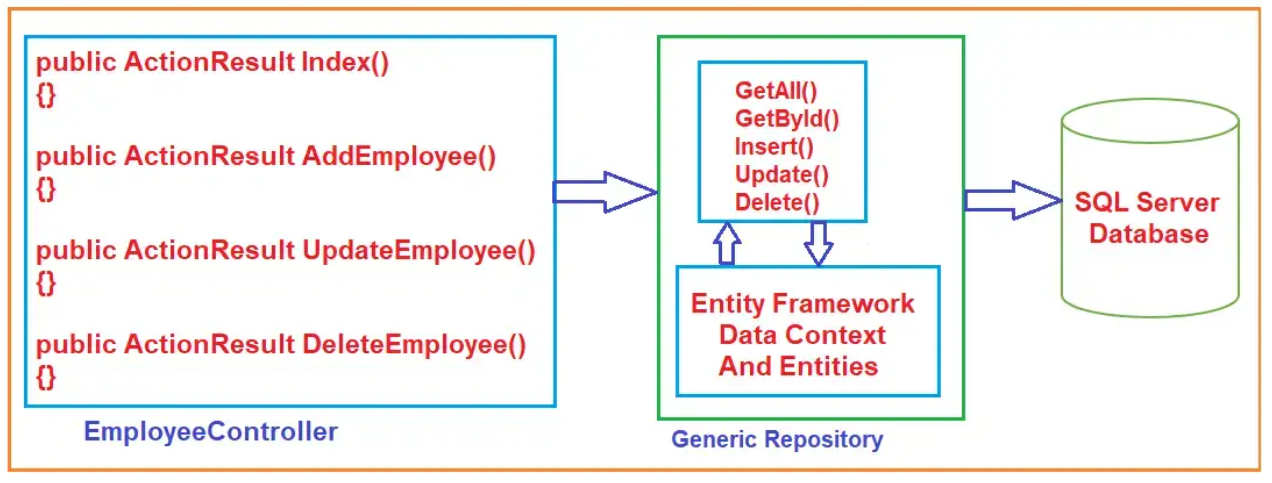 public ActionResult Index()
{}
public ActionResult AddEmployee()
{}
public ActionResult UpdateEmployee()
{}
public ActionResult DeleteEmployee()
{}
EmployeeController
GetAll()
GetById()
Insert()
Update()
Delete()
Entity Framework
Data Context
And Entities
Generic Repository
SQL Server
Database